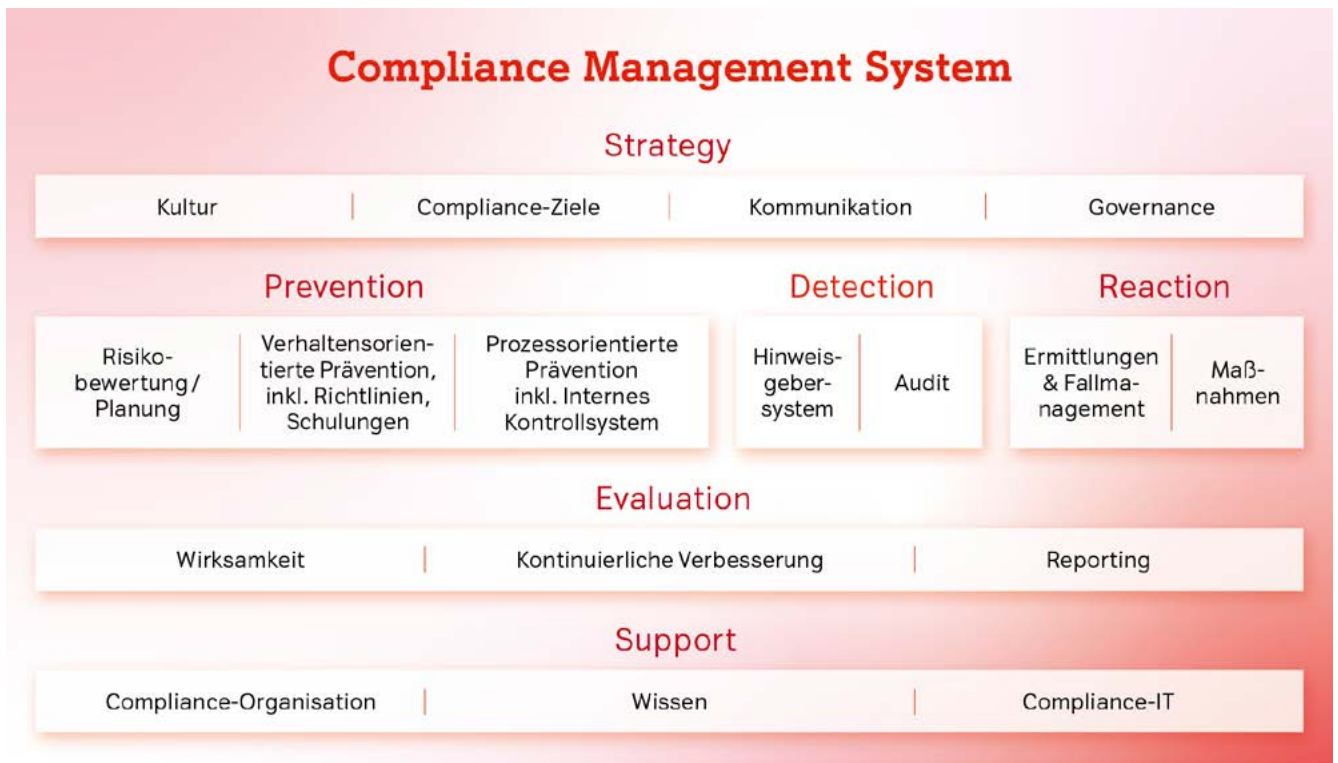 Compliance Management System
Strategy
Kultur
Compliance-Ziele
Kommunikation
Governance
Prevention
Risiko-
bewertung/
Planung
Verhaltensorien-
tierte Prävention,
inkl. Richtlinien,
Schulungen
Prozessorientierte
Prävention
inkl. Internes
Kontrollsystem
Detection
Hinweis-
geber-
system
Audit
Reaction
Ermittlungen
& Fallma-
nagement
Maß-
nahmen
Evaluation
Wirksamkeit
Kontinuierliche Verbesserung
Reporting
Support
Compliance-Organisation
Wissen
Compliance-IT